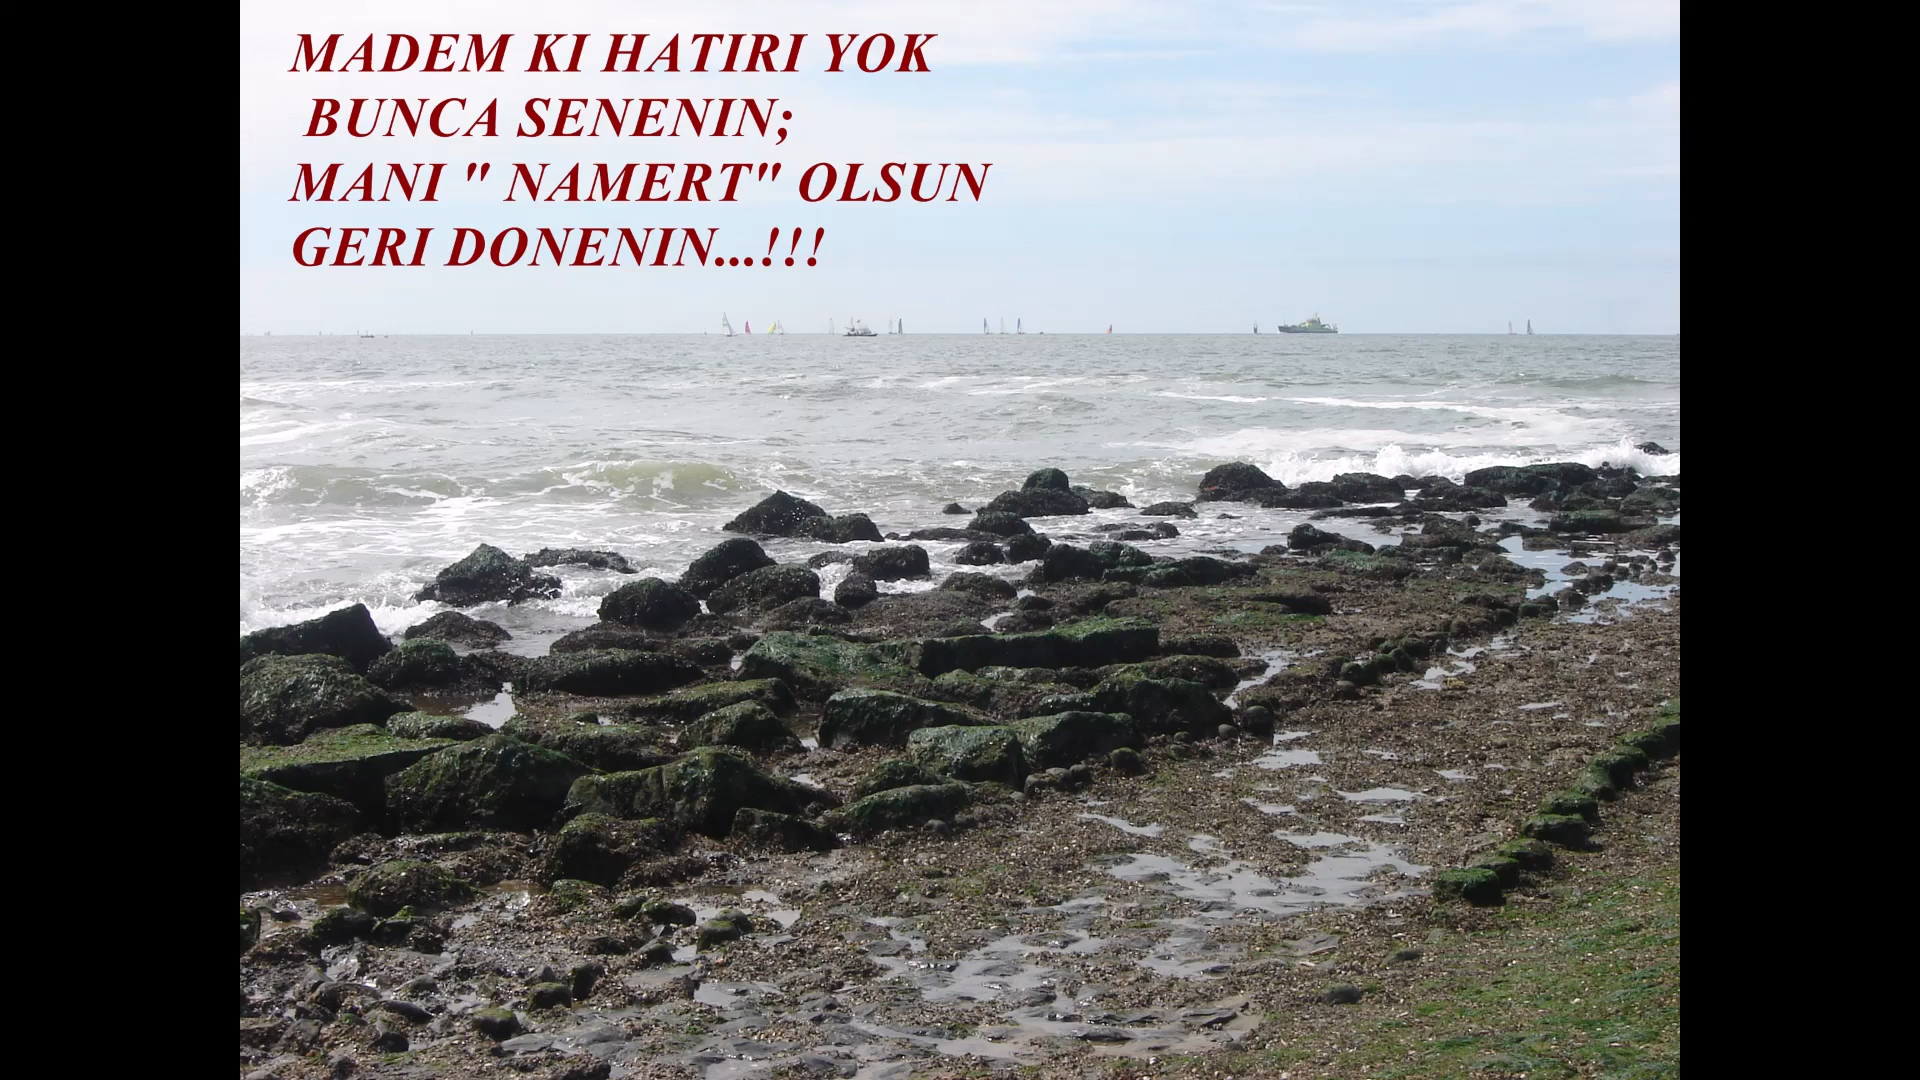 MADEM KI HATIRI YOK
BUNCA SENENIN;
MANI " NAMERT" OLSUN
GERI DONENIN...!!!